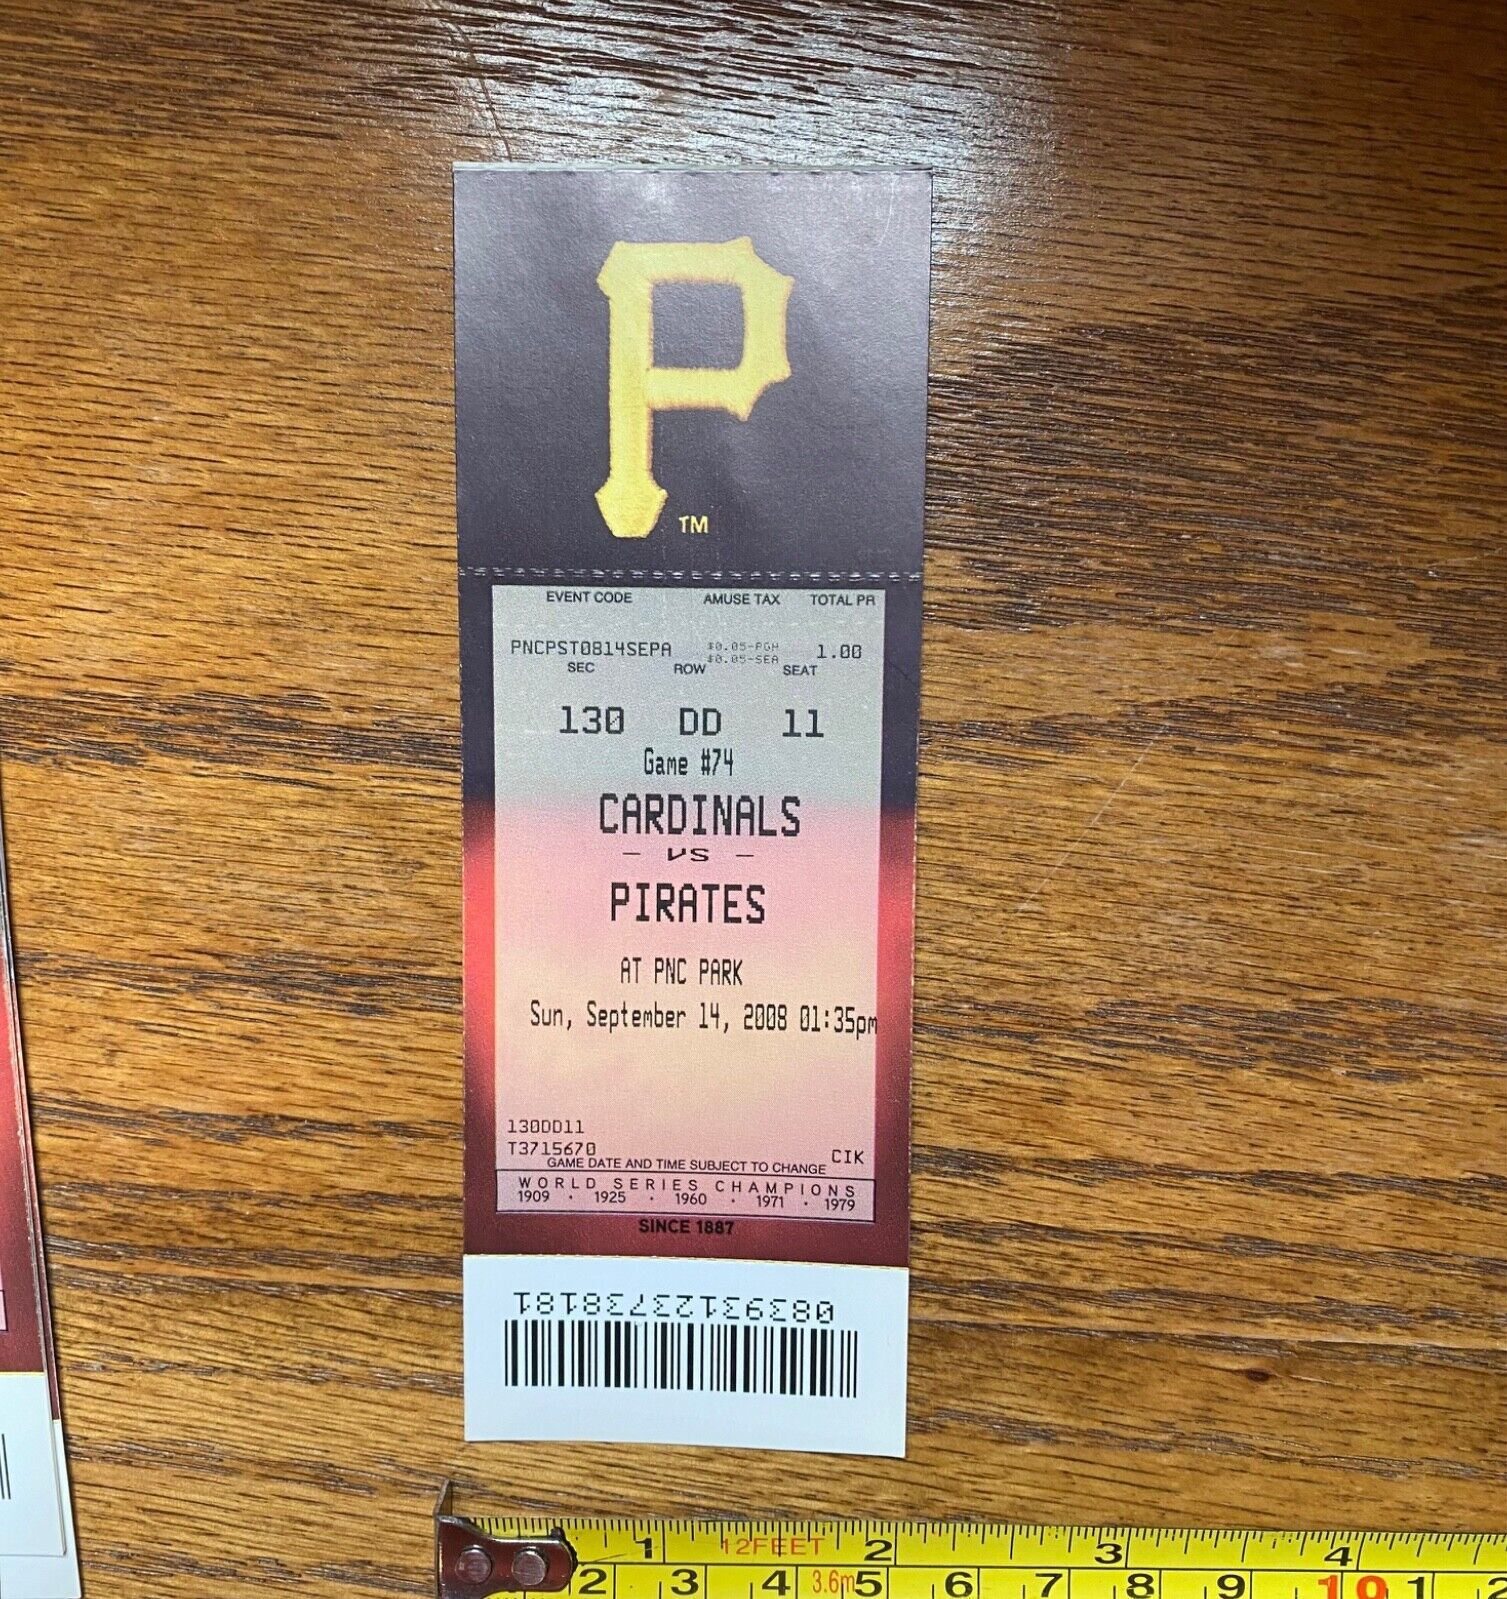 P
TM
EVENT CODE AMUSE TAX TOTAL PR
PNCPST0814SEPA $0.05-PGH 1.00
$0.05-SEA
SEC ROW SEAT
130 DD 11
Game #74
CARDINALS
- VS -
PIRATES
AT PNC PARK
Sun, September 14, 2008 01:35pm
130DD11
T3715670 CIK
GAME DATE AND TIME SUBJECT TO CHANGE
WORLD SERIES CHAMPIONS
1909 · 1925 · 1960 · 1971 · 1979
SINCE 1887
08393123738181
1 12FEET 2 3 4
2 3 4 3.6m 5 6 7 8 9 10 1 2